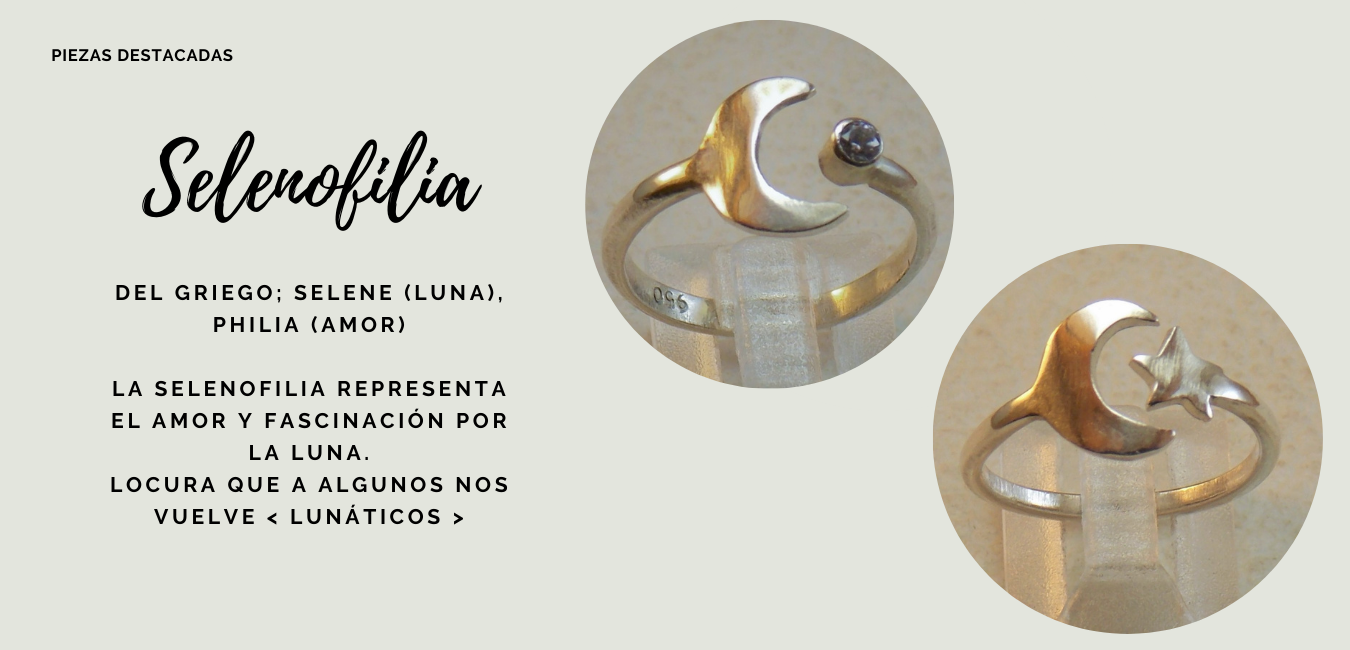 PIEZAS DESTACADAS
Selenofilia
DEL GRIEGO; SELENE (LUNA),
PHILIA (AMOR)
LA SELENOFILIA REPRESENTA
EL AMOR Y FASCINACIÓN POR
LA LUNA.
LOCURA QUE A ALGUNOS NOS
VUELVE < LUNÁTICOS >
950